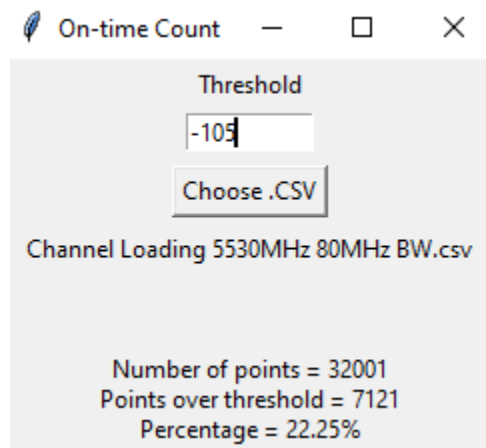 On-time Count
Threshold
-105
Choose .CSV
Channel Loading 5530MHz 80MHz BW.csv
Number of points = 32001
Points over threshold = 7121
Percentage = 22.25%